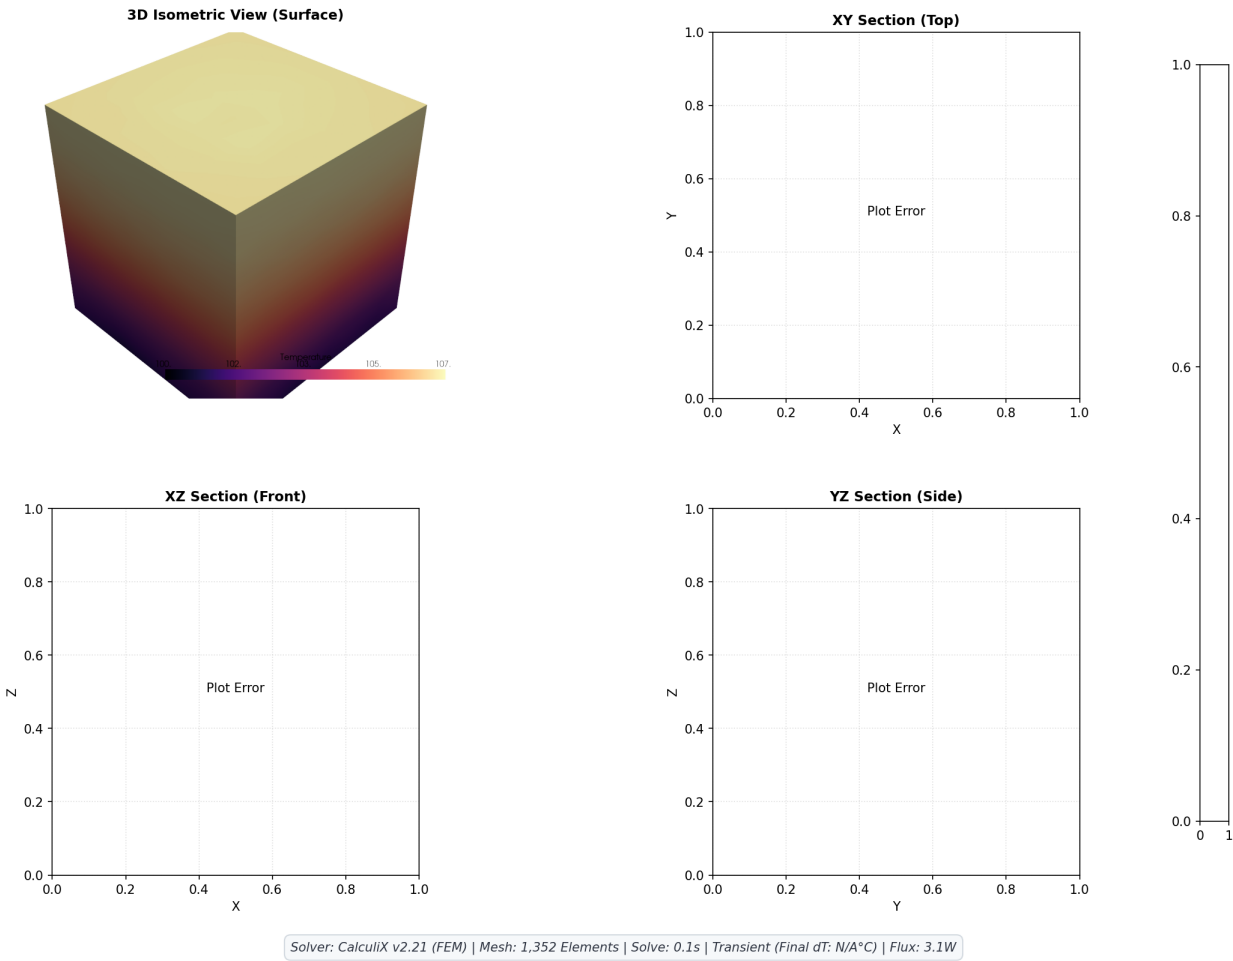 3D Isometric View (Surface)
Temperature
100. 102. 103. 105. 107.
XY Section (Top)
1.0
0.8
0.6
0.4
0.2
0.0
Y
Plot Error
0.0 0.2 0.4 0.6 0.8 1.0
X
XZ Section (Front)
1.0
0.8
0.6
0.4
0.2
0.0
Z
Plot Error
0.0 0.2 0.4 0.6 0.8 1.0
X
YZ Section (Side)
1.0
0.8
0.6
0.4
0.2
0.0
Z
Plot Error
0.0 0.2 0.4 0.6 0.8 1.0
Y
1.0
0.8
0.6
0.4
0.2
0.0
0 1
Solver: CalculiX v2.21 (FEM) | Mesh: 1,352 Elements | Solve: 0.1s | Transient (Final dT: N/A°C) | Flux: 3.1W